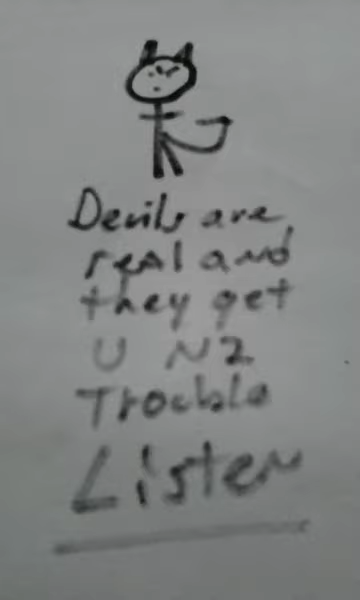 Devils are
real and
they get
U N2
Trouble
Listen